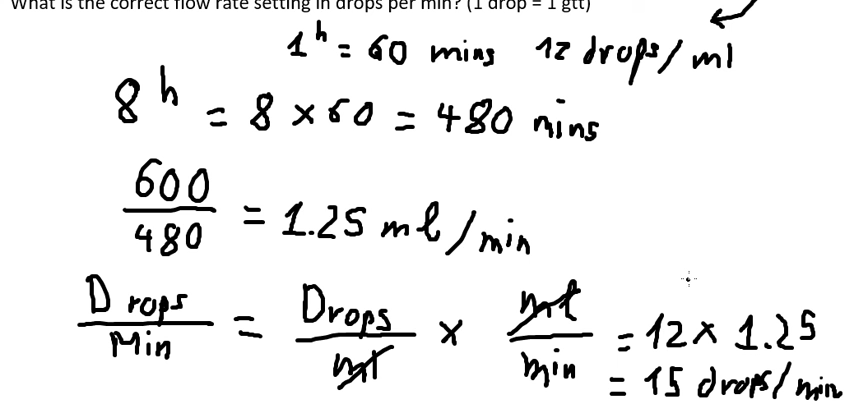 What is the correct flow rate setting in drops per min? (1 drop = 1 gtt)
1h = 60 mins 12 drops/ml
8h = 8 × 60 = 480 mins
600/480 = 1.25 ml/min
Drops/Min = Drops/ml × ml/min = 12 × 1.25
= 15 drops/min